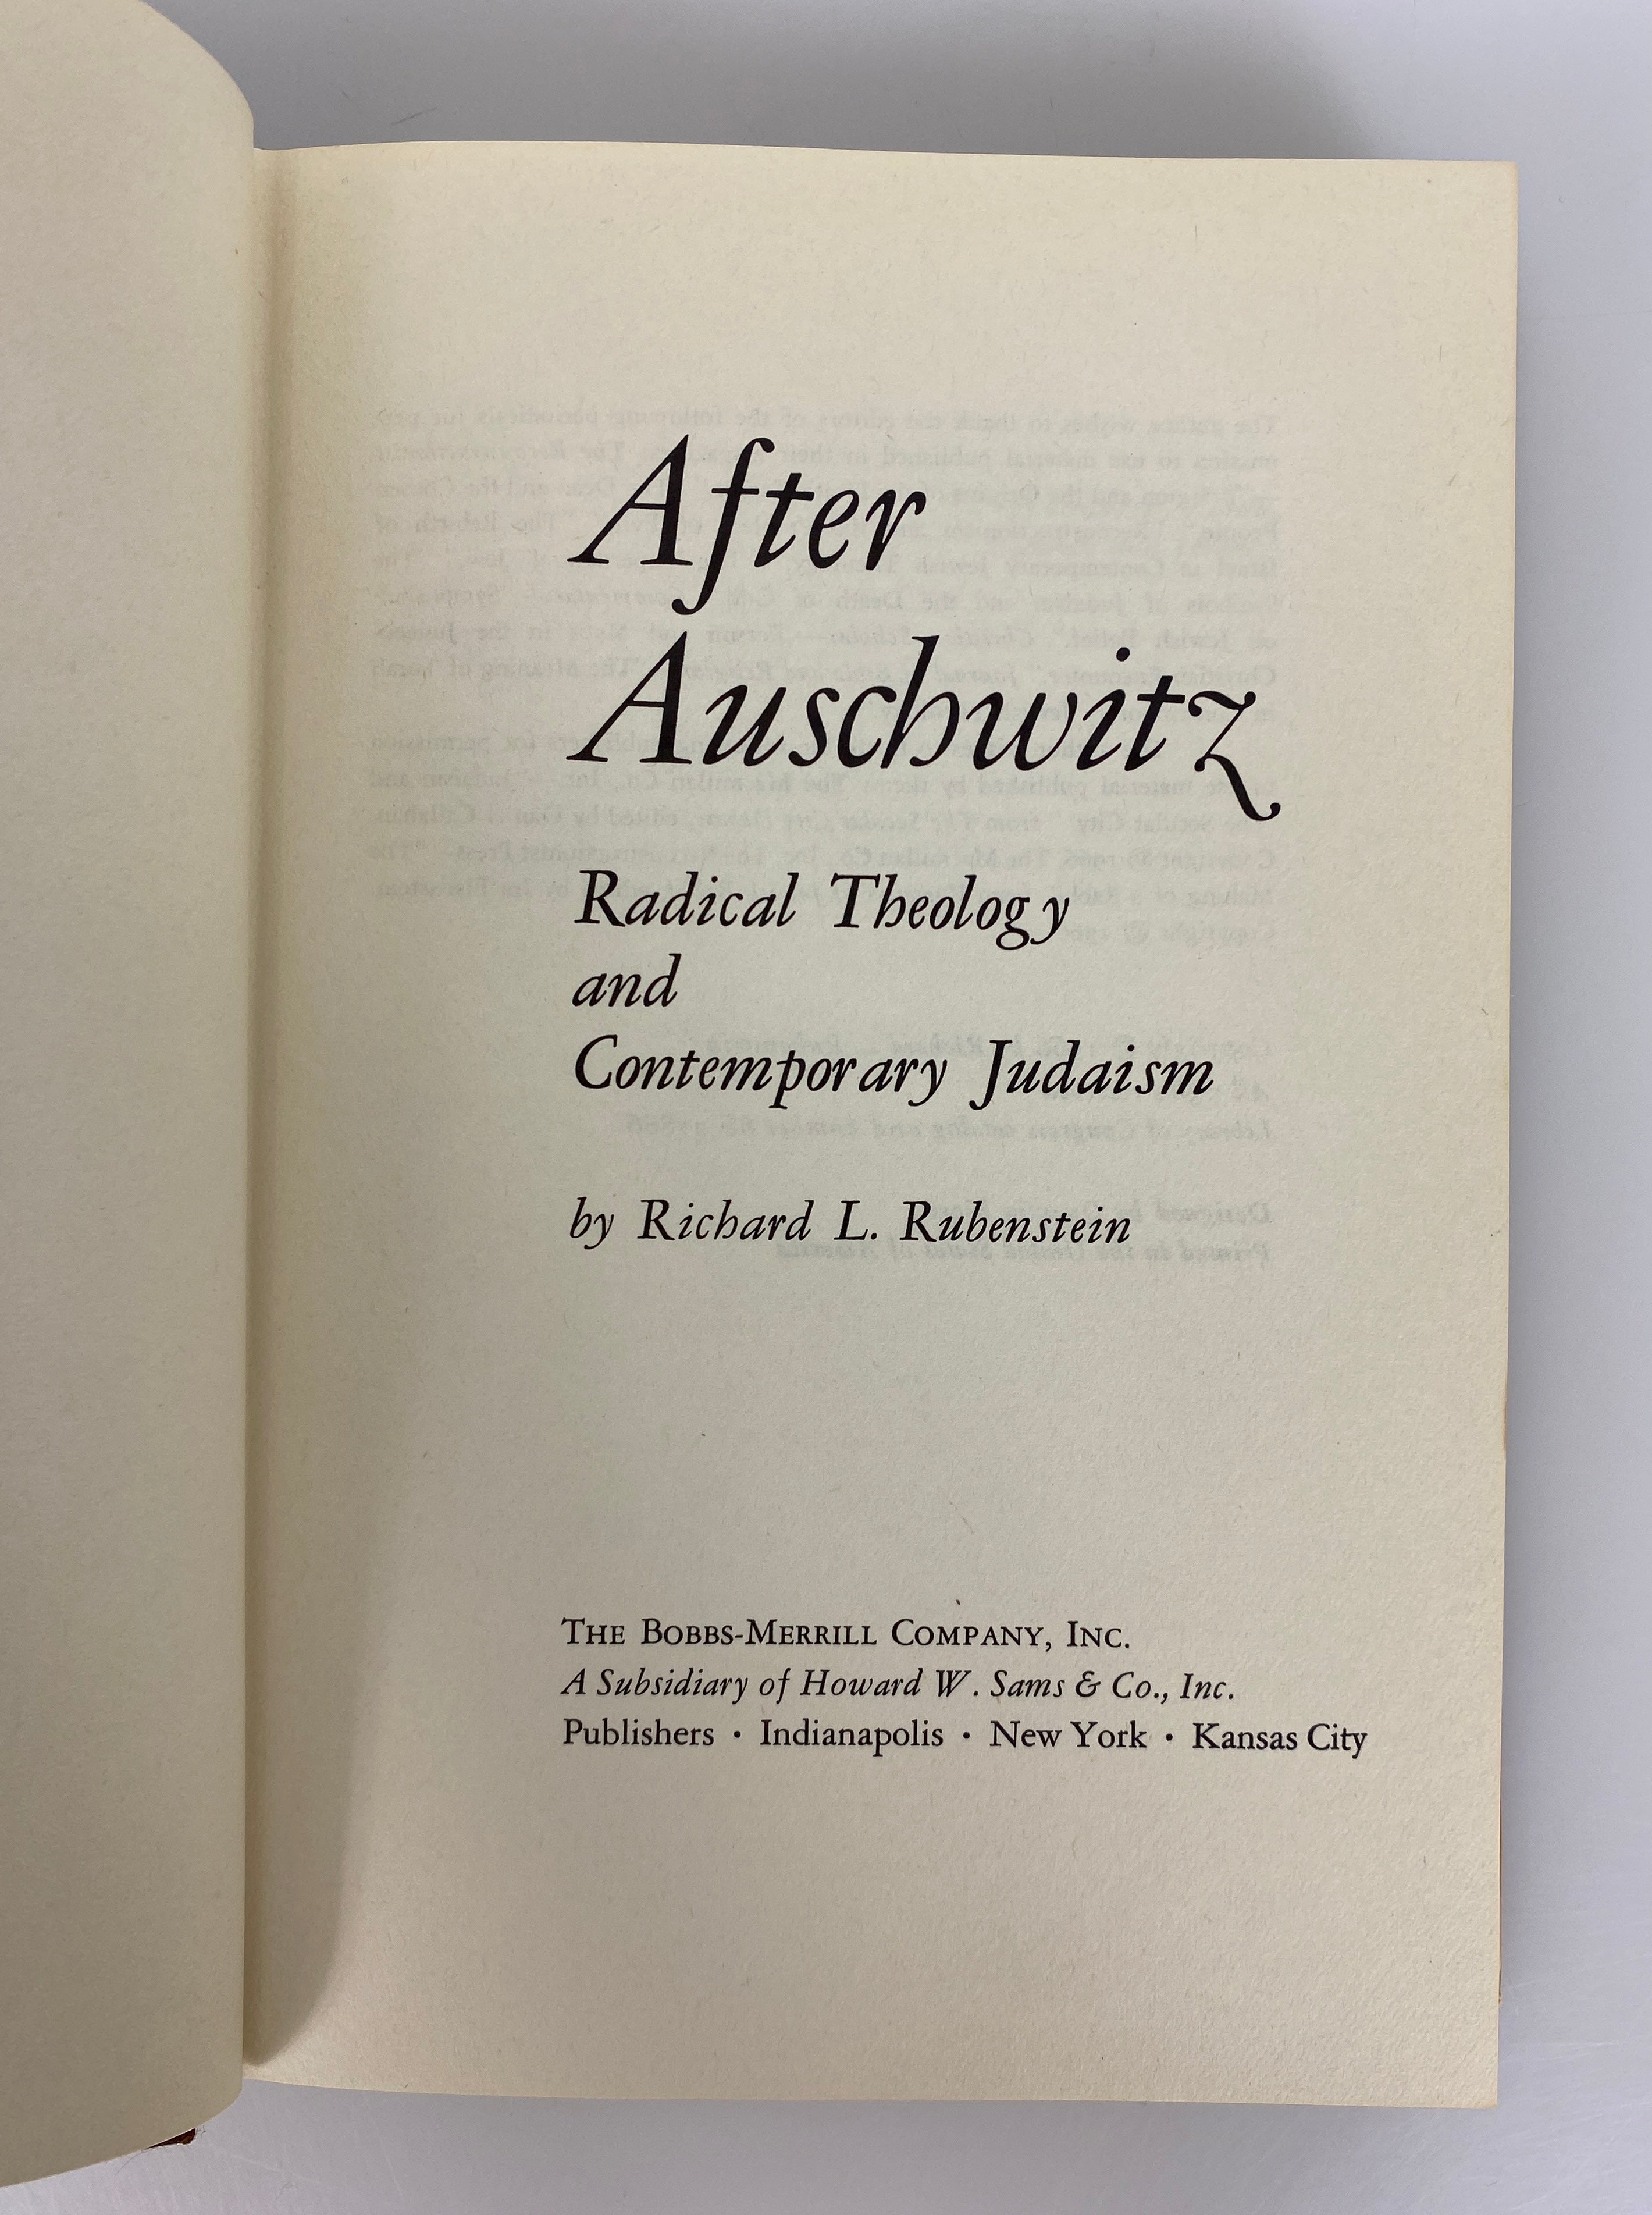 After
Auschwitz
Radical Theology
and
Contemporary Judaism
by Richard L. Rubenstein
THE BOBBS-MERRILL COMPANY, INC.
A Subsidiary of Howard W. Sams & Co., Inc.
Publishers • Indianapolis • New York • Kansas City